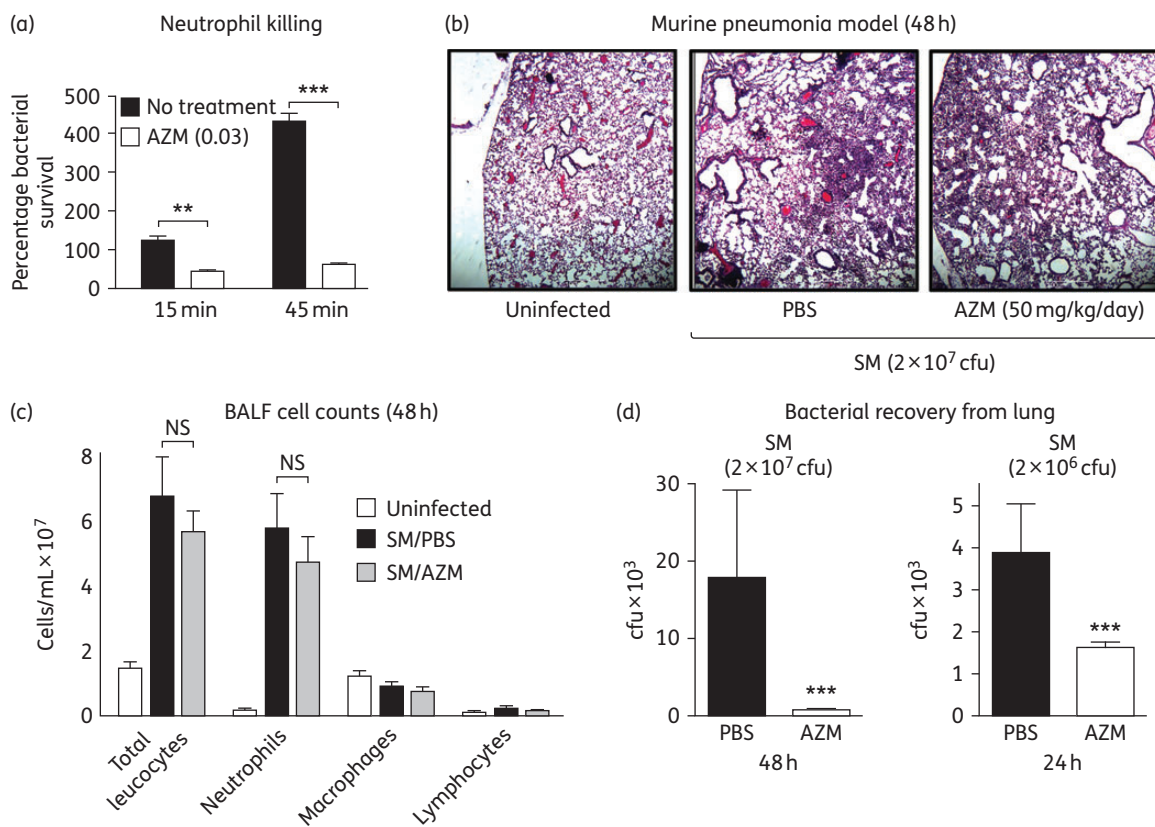 (a) Neutrophil killing
Percentage bacterial
survival
500
400
300
200
100
0
No treatment
AZM (0.03)
**
***
15 min
45 min
(b) Murine pneumonia model (48 h)
Uninfected
PBS
AZM (50 mg/kg/day)
SM (2×10⁷ cfu)
(c) BALF cell counts (48 h)
Cells/mL×10⁷
8
6
4
2
0
NS
NS
Uninfected
SM/PBS
SM/AZM
Total
leucocytes
Neutrophils
Macrophages
Lymphocytes
(d) Bacterial recovery from lung
SM
(2×10⁷ cfu)
cfu×10³
30
20
10
0
***
PBS
AZM
48 h
SM
(2×10⁶ cfu)
cfu×10³
5
4
3
2
1
0
***
PBS
AZM
24 h